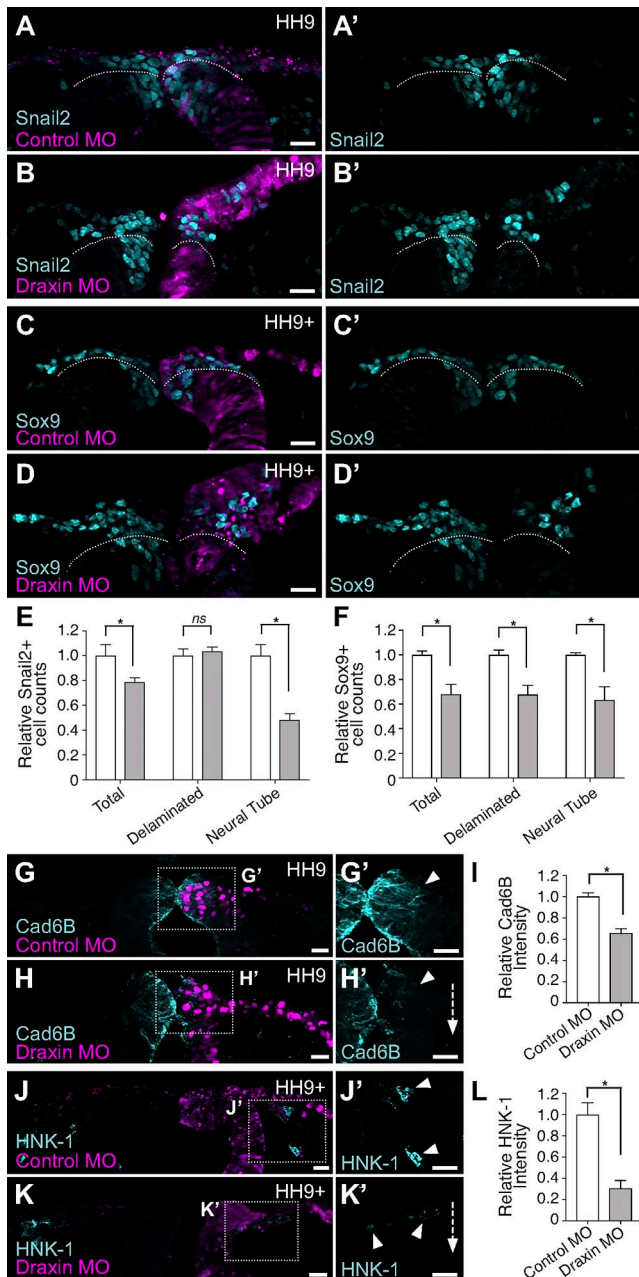 A HH9
Snail2
Control MO
A’
Snail2
B HH9
Snail2
Draxin MO
B’
Snail2
C HH9+
Sox9
Control MO
C’
Sox9
D HH9+
Sox9
Draxin MO
D’
Sox9
E
Relative Snail2+
cell counts
1.2
1.0
0.8
0.6
0.4
0.2
0
* ns *
Total
Delaminated
Neural Tube
F
Relative Sox9+
cell counts
1.2
1.0
0.8
0.6
0.4
0.2
0
* * *
Total
Delaminated
Neural Tube
G G’ HH9
Cad6B
Control MO
G’
Cad6B
H H’ HH9
Cad6B
Draxin MO
H’
Cad6B
I
Relative Cad6B
Intensity
1.2
1.0
0.8
0.6
0.4
0.2
0
*
Control MO
Draxin MO
J J’ HH9+
HNK-1
Control MO
J’
HNK-1
K K’ HH9+
HNK-1
Draxin MO
K’
HNK-1
L
Relative HNK-1
Intensity
1.2
1.0
0.8
0.6
0.4
0.2
0
*
Control MO
Draxin MO